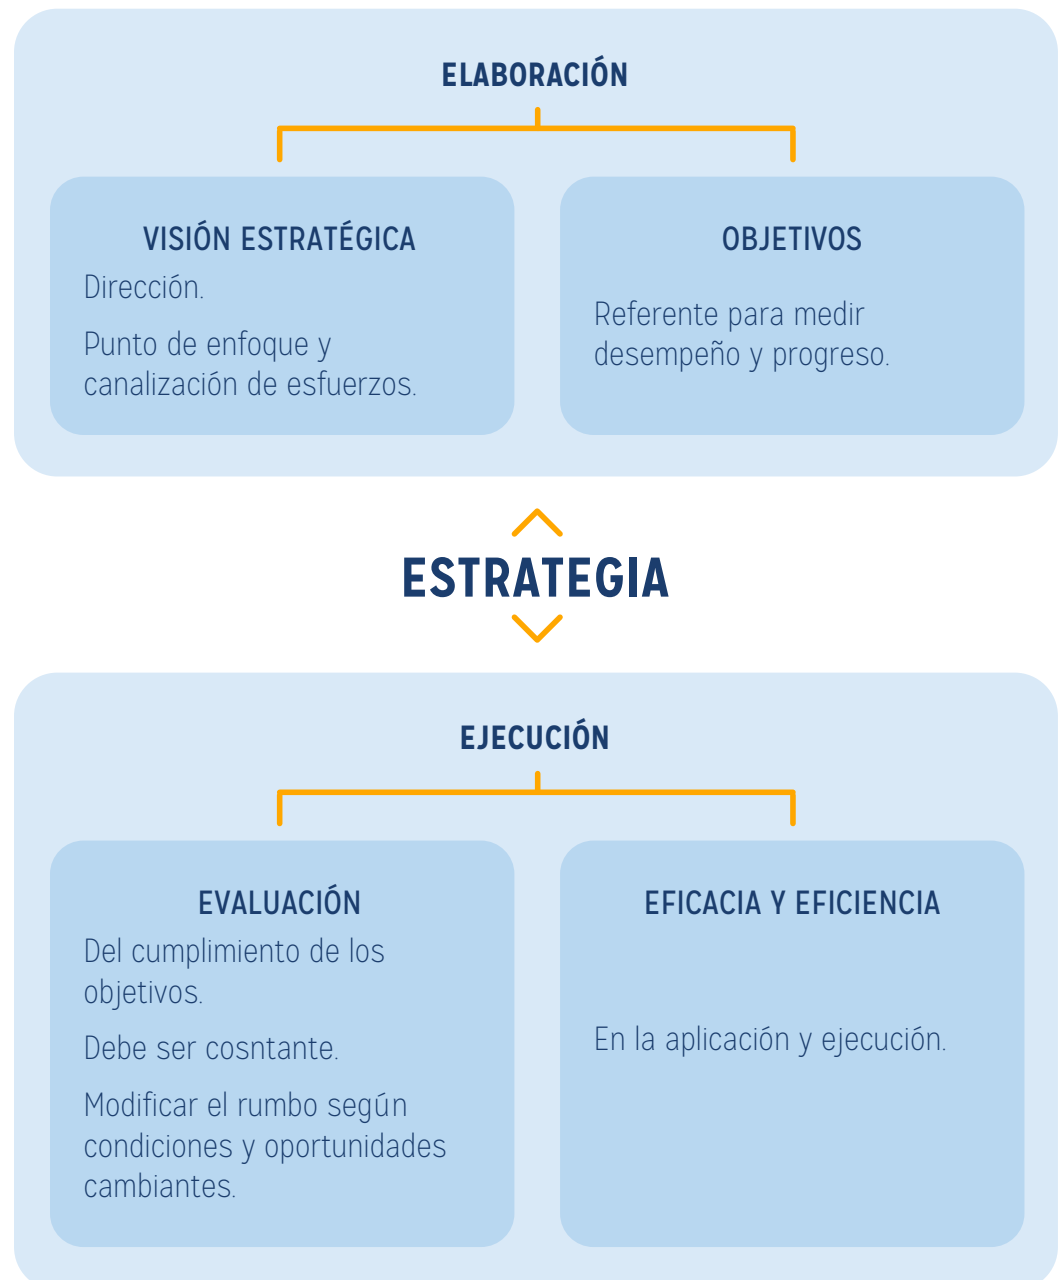 ELABORACIÓN
VISIÓN ESTRATÉGICA
Dirección.
Punto de enfoque y
canalización de esfuerzos.
OBJETIVOS
Referente para medir
desempeño y progreso.
ESTRATEGIA
EJECUCIÓN
EVALUACIÓN
Del cumplimiento de los
objetivos.
Debe ser cosntante.
Modificar el rumbo según
condiciones y oportunidades
cambiantes.
EFICACIA Y EFICIENCIA
En la aplicación y ejecución.